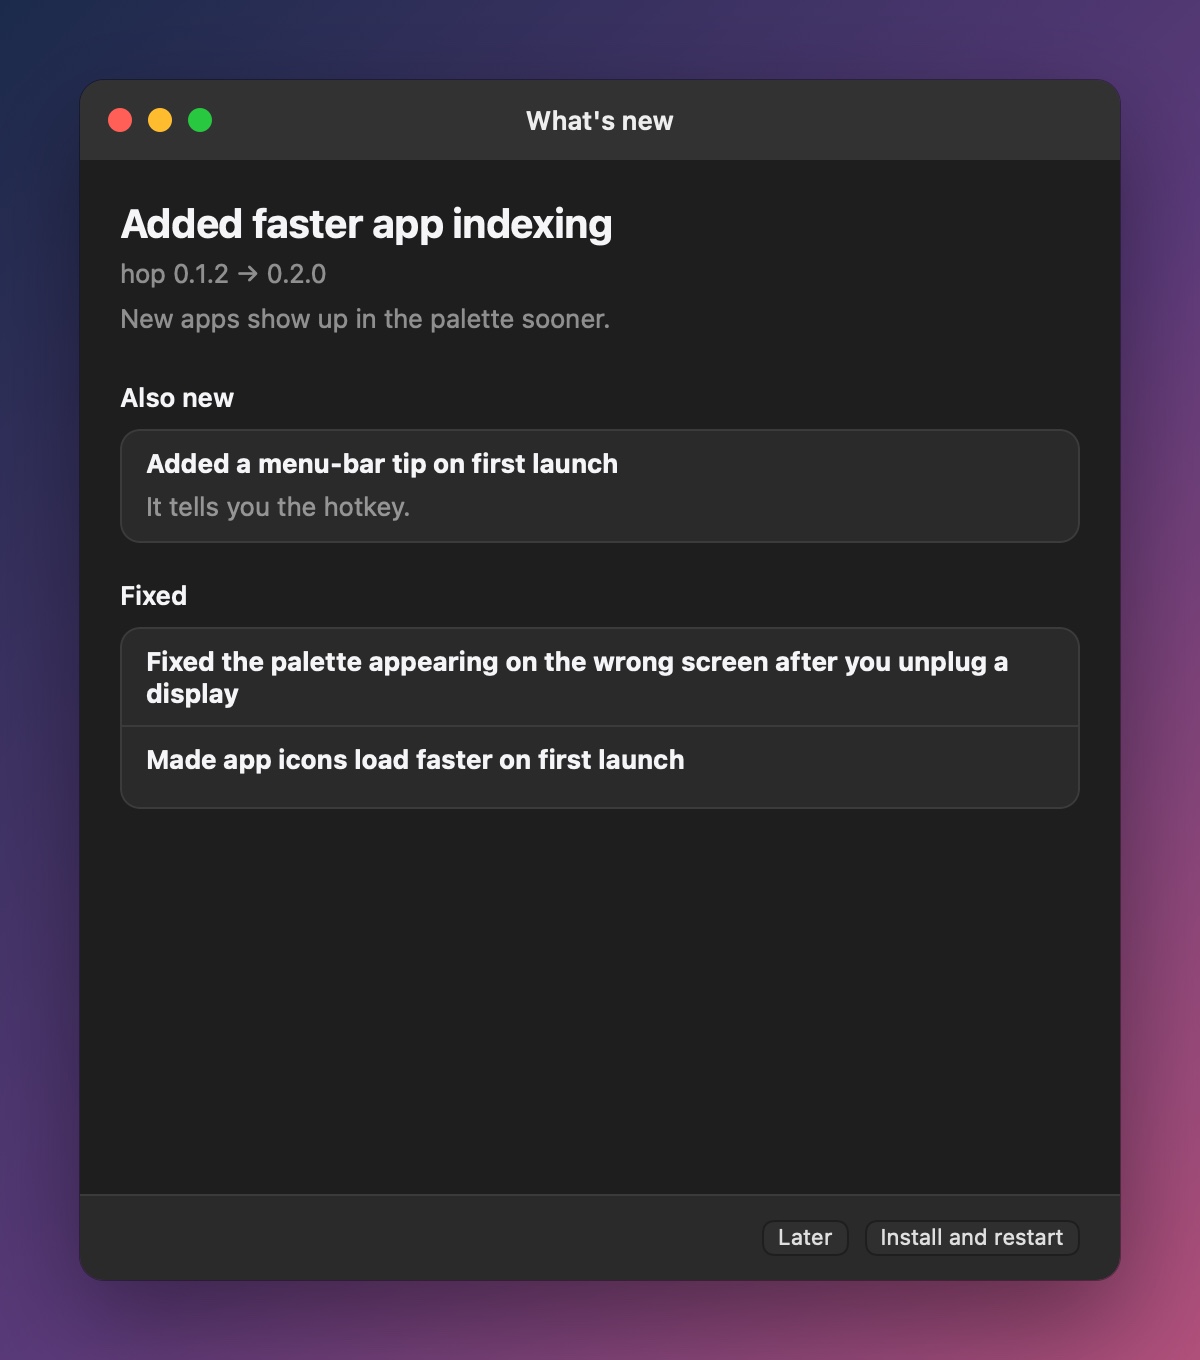 What's new
Added faster app indexing
hop 0.1.2 → 0.2.0
New apps show up in the palette sooner.
Also new
Added a menu-bar tip on first launch
It tells you the hotkey.
Fixed
Fixed the palette appearing on the wrong screen after you unplug a
display
Made app icons load faster on first launch
Later
Install and restart